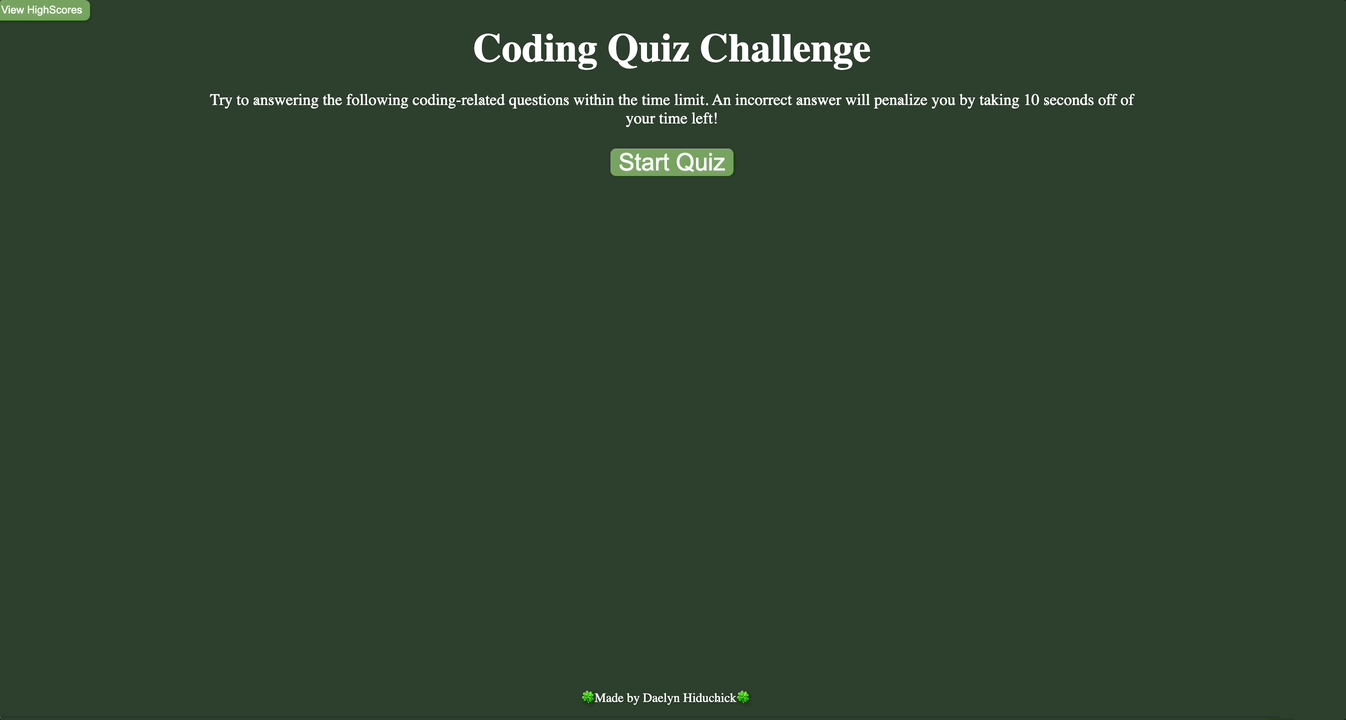 View HighScores
Coding Quiz Challenge
Try to answering the following coding-related questions within the time limit. An incorrect answer will penalize you by taking 10 seconds off of
your time left!
Start Quiz
🍀Made by Daelyn Hiduchick🍀